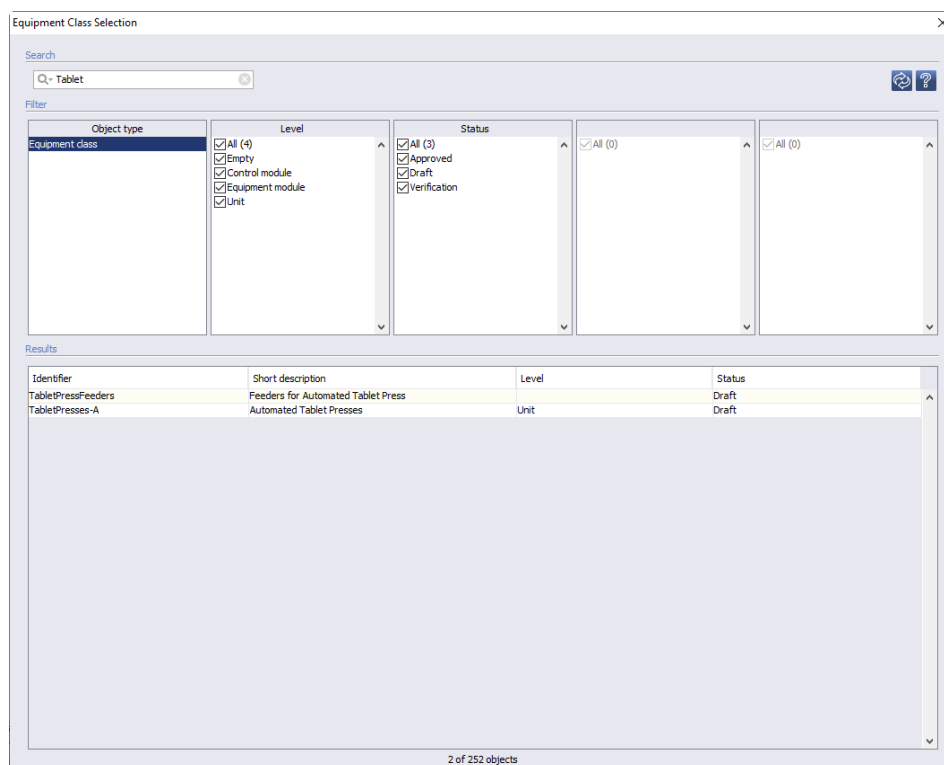 Equipment Class Selection
Search
Tablet
Filter
Object type
Equipment class
Level
All (4)
Empty
Control module
Equipment module
Unit
Status
All (3)
Approved
Draft
Verification
All (0)
All (0)
Results
Identifier Short description Level Status
TabletPressFeeders Feeders for Automated Tablet Press Draft
TabletPresses-A Automated Tablet Presses Unit Draft
2 of 252 objects